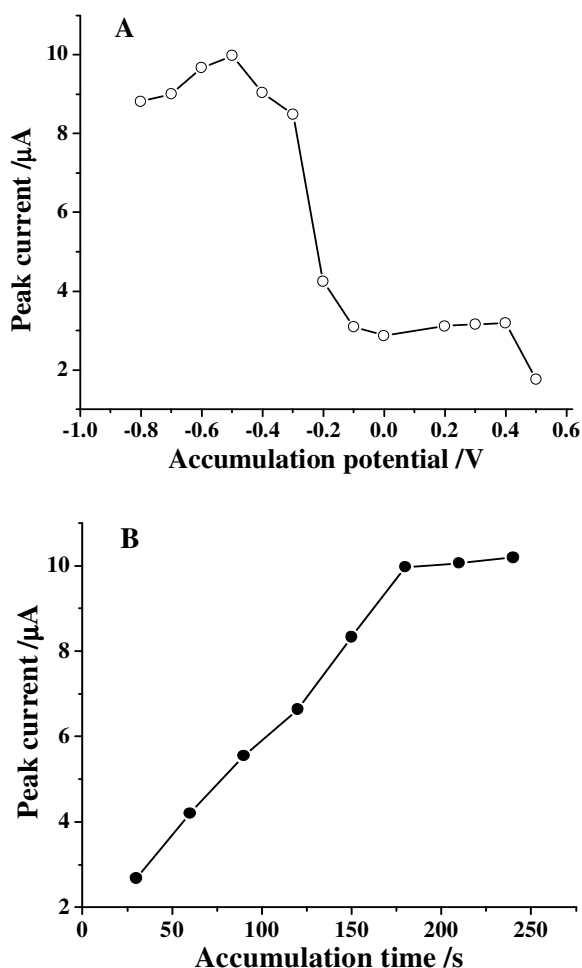 A
10
8
6
4
2
Peak current /μA
-1.0 -0.8 -0.6 -0.4 -0.2 0.0 0.2 0.4 0.6
Accumulation potential /V
B
10
8
6
4
2
Peak current /μA
0 50 100 150 200 250
Accumulation time /s